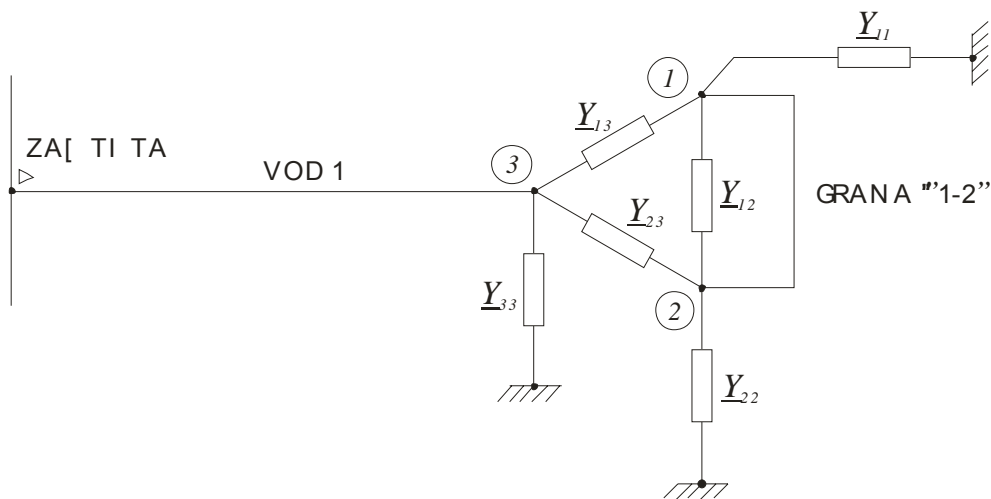 Y11
1
Y13
ZA[ TI TA
VOD 1
3
Y12
GRANA "”1-2”
Y23
Y33
2
Y22